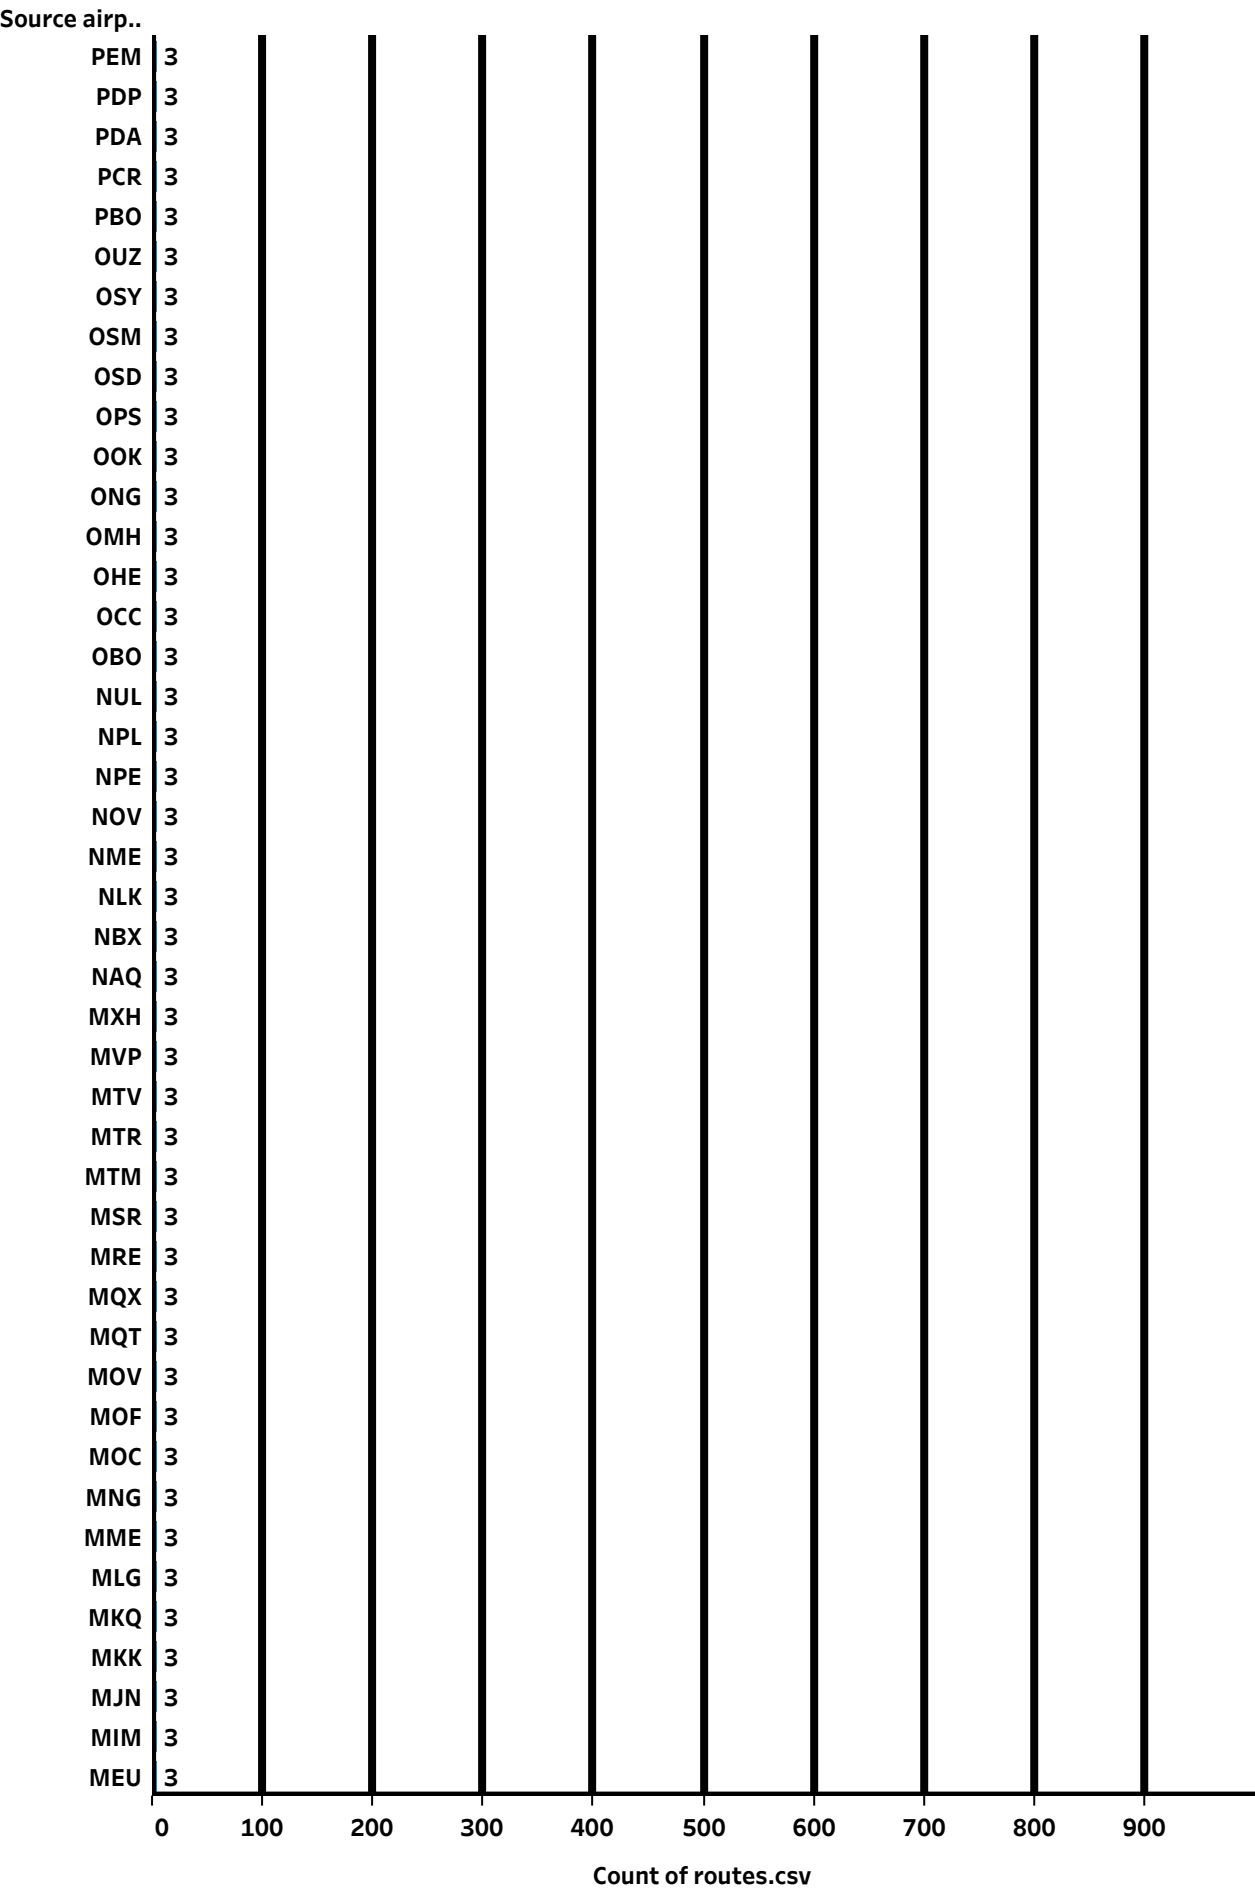 Source airp..
PEM 3
PDP 3
PDA 3
PCR 3
PBO 3
OUZ 3
OSY 3
OSM 3
OSD 3
OPS 3
OOK 3
ONG 3
OMH 3
OHE 3
OCC 3
OBO 3
NUL 3
NPL 3
NPE 3
NOV 3
NME 3
NLK 3
NBX 3
NAQ 3
MXH 3
MVP 3
MTV 3
MTR 3
MTM 3
MSR 3
MRE 3
MQX 3
MQT 3
MOV 3
MOF 3
MOC 3
MNG 3
MME 3
MLG 3
MKQ 3
MKK 3
MJN 3
MIM 3
MEU 3
0 100 200 300 400 500 600 700 800 900
Count of routes.csv